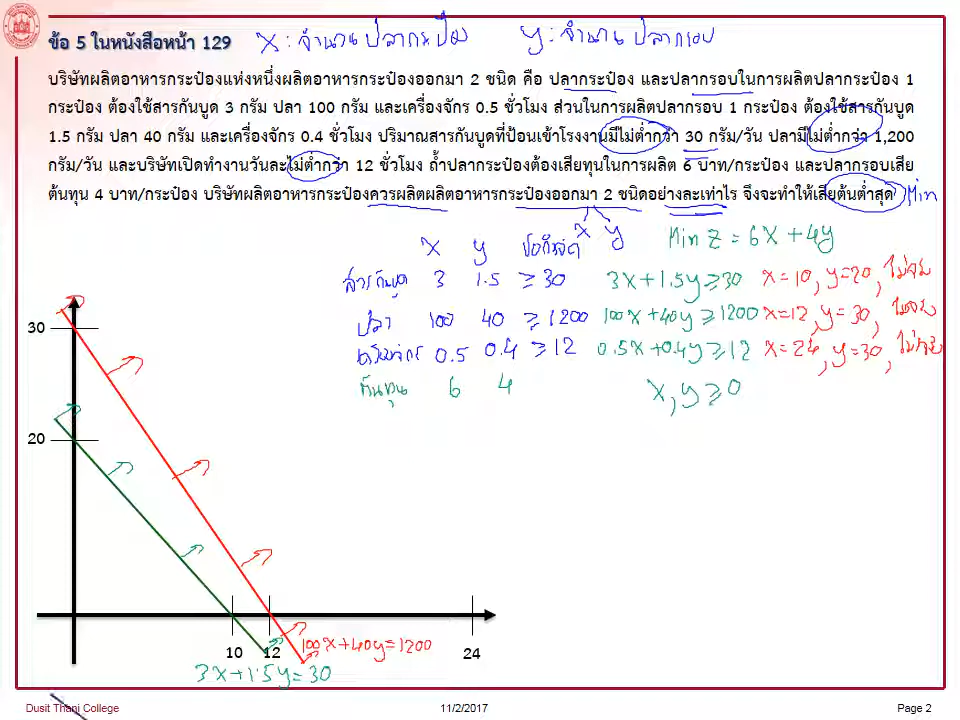 ข้อ 5 ในหนังสือหน้า 129 x : จำนวนปลากระป๋อง y : จำนวนปลากรอบ
บริษัทผลิตอาหารกระป๋องแห่งหนึ่งผลิตอาหารกระป๋องออกมา 2 ชนิด คือ ปลากระป๋อง และปลากรอบในการผลิตปลากระป๋อง 1
กระป๋อง ต้องใช้สารกันบูด 3 กรัม ปลา 100 กรัม และเครื่องจักร 0.5 ชั่วโมง ส่วนในการผลิตปลากรอบ 1 กระป๋อง ต้องใช้สารกันบูด
1.5 กรัม ปลา 40 กรัม และเครื่องจักร 0.4 ชั่วโมง ปริมาณสารกันบูดที่ป้อนเข้าโรงงานมีไม่ต่ำกว่า 30 กรัม/วัน ปลามีไม่ต่ำกว่า 1,200
กรัม/วัน และบริษัทเปิดทำงานวันละไม่ต่ำกว่า 12 ชั่วโมง ถ้าปลากระป๋องต้องเสียทุนในการผลิต 6 บาท/กระป๋อง และปลากรอบเสีย
ต้นทุน 4 บาท/กระป๋อง บริษัทผลิตอาหารกระป๋องควรผลิตผลิตอาหารกระป๋องออกมา 2 ชนิดอย่างละเท่าไร จึงจะทำให้เสียต้นต่ำสุด Min
x y
x y ข้อจำกัด Min Z = 6x + 4y
สารกันบูด 3 1.5 ≥ 30 3x + 1.5y ≥ 30 x = 10, y = 20, ไม่จม
ปลา 100 40 ≥ 1200 100x + 40y ≥ 1200 x = 12, y = 30,
เครื่องจักร 0.5 0.4 ≥ 12 0.5x + 0.4y ≥ 12 x = 24, y = 30,
ต้นทุน 6 4 x, y ≥ 0
30
20
10 12 24
100x + 40y = 1200
3x + 1.5y = 30
Dusit Thani College 11/2/2017 Page 2